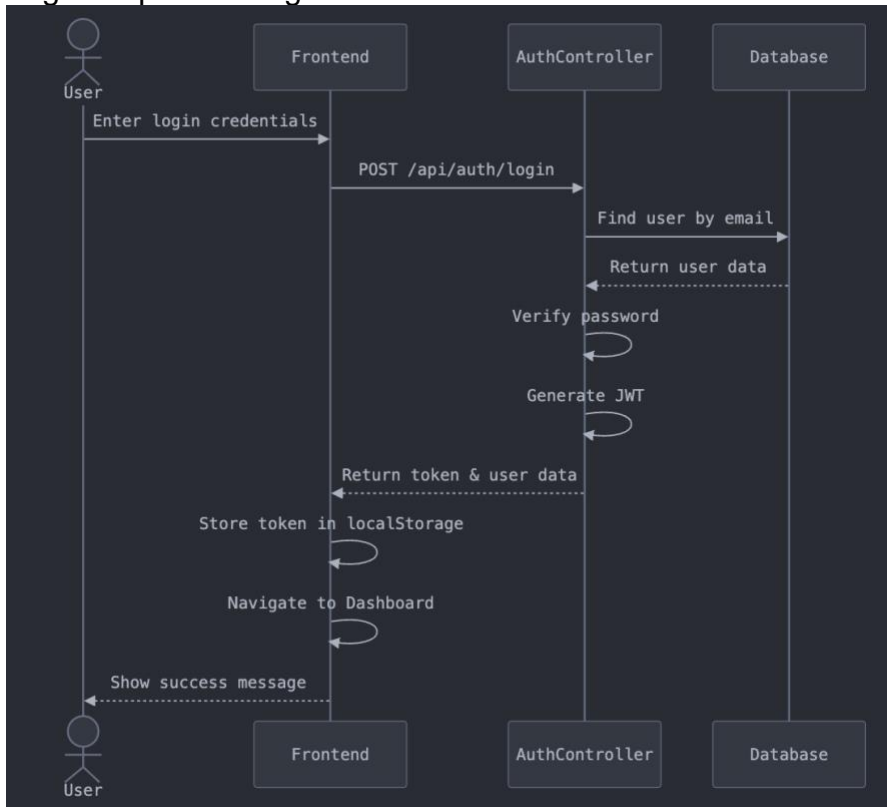 Frontend
AuthController
Database
User
Enter login credentials
POST /api/auth/login
Find user by email
Return user data
Verify password
Generate JWT
Return token & user data
Store token in localStorage
Navigate to Dashboard
Show success message
Frontend
AuthController
Database
User